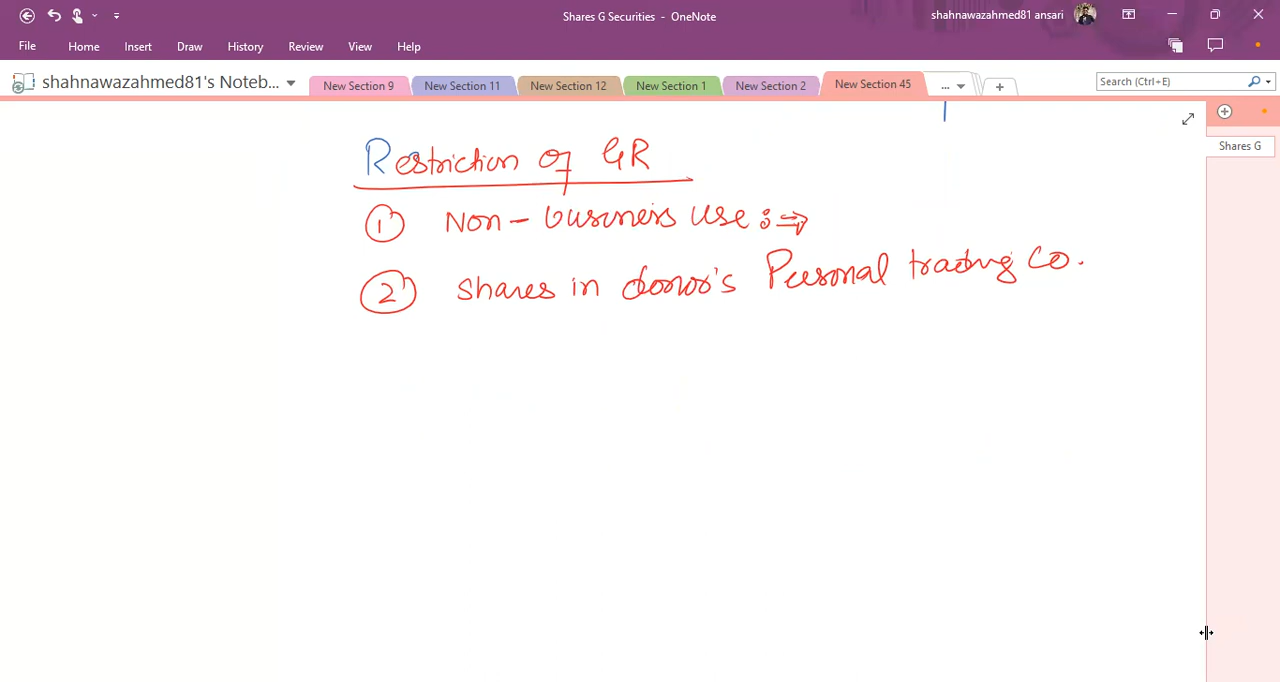 Shares G Securities - OneNote
shahnawazahmed81 ansari
File Home Insert Draw History Review View Help
shahnawazahmed81's Noteb... New Section 9 New Section 11 New Section 12 New Section 1 New Section 2 New Section 45 ... + Search (Ctrl+E)
Shares G
Restriction of GR
1 Non-business use :⇒
2 Shares in donor's Personal trading Co.